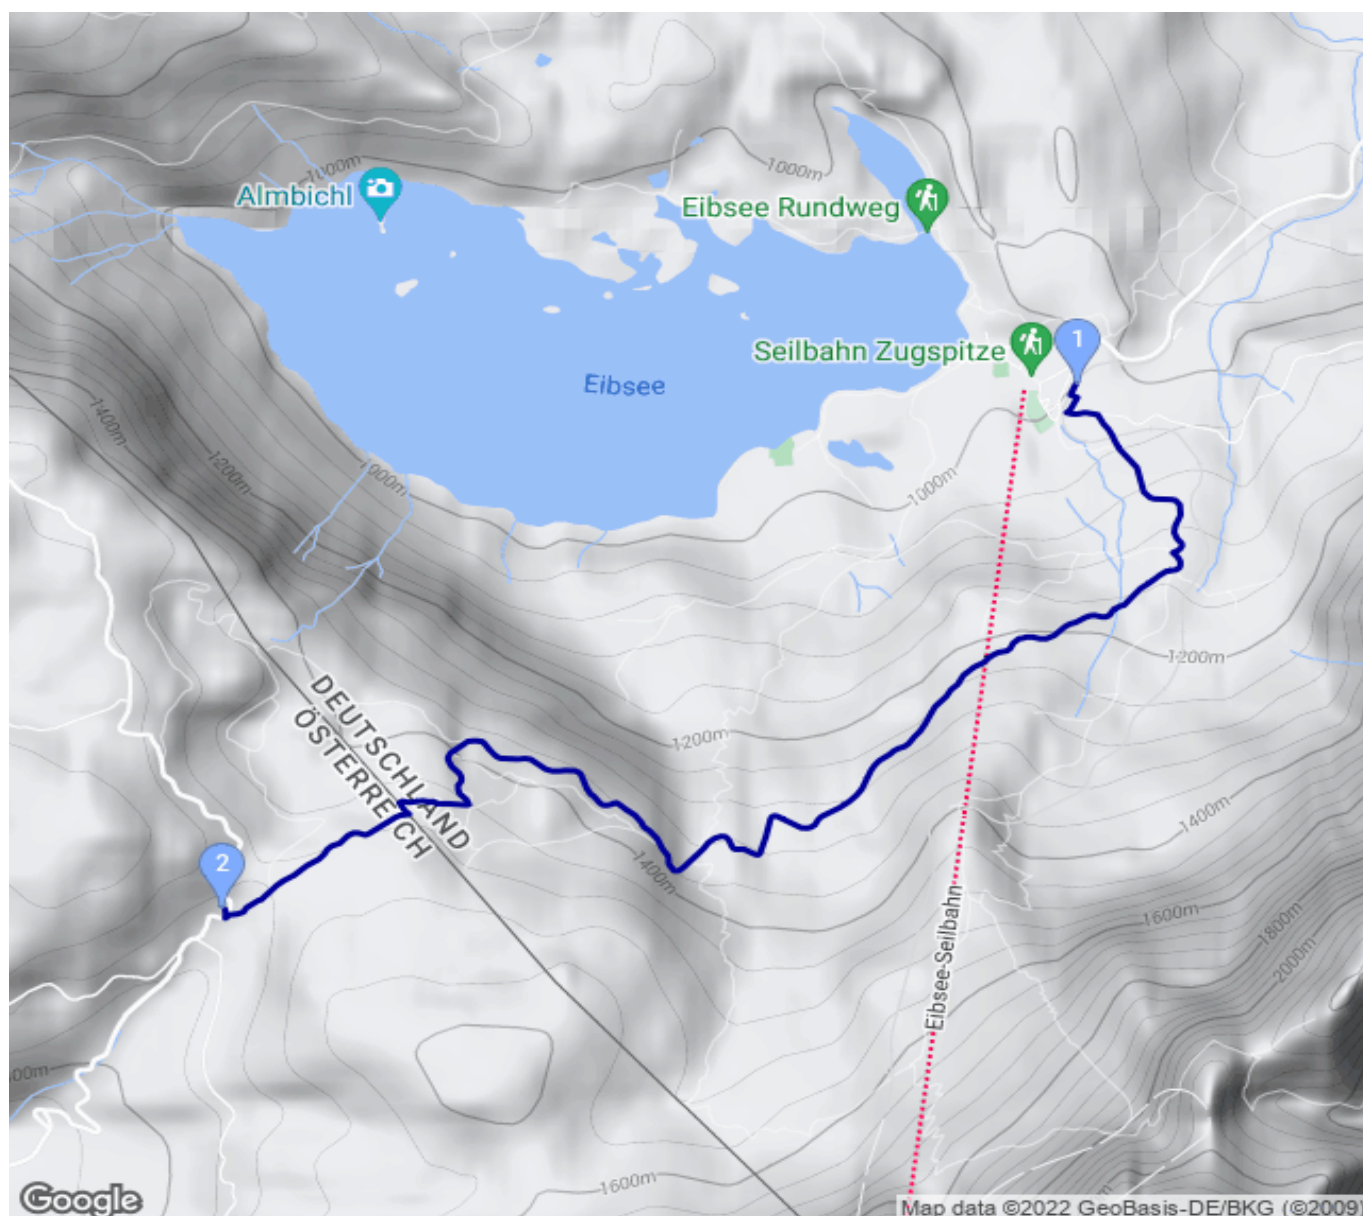 1000m
1000m
Almbichl
Eibsee Rundweg
1
Seilbahn Zugspitze
Eibsee
1400m
1200m
1000m
1200m
DEUTSCHLAND
ÖSTERREICH
1200m
1400m
1400m
2
1600m
1800m
2000m
Eibsee-Seilbahn
1600m
Google
Map data ©2022 GeoBasis-DE/BKG (©2009)